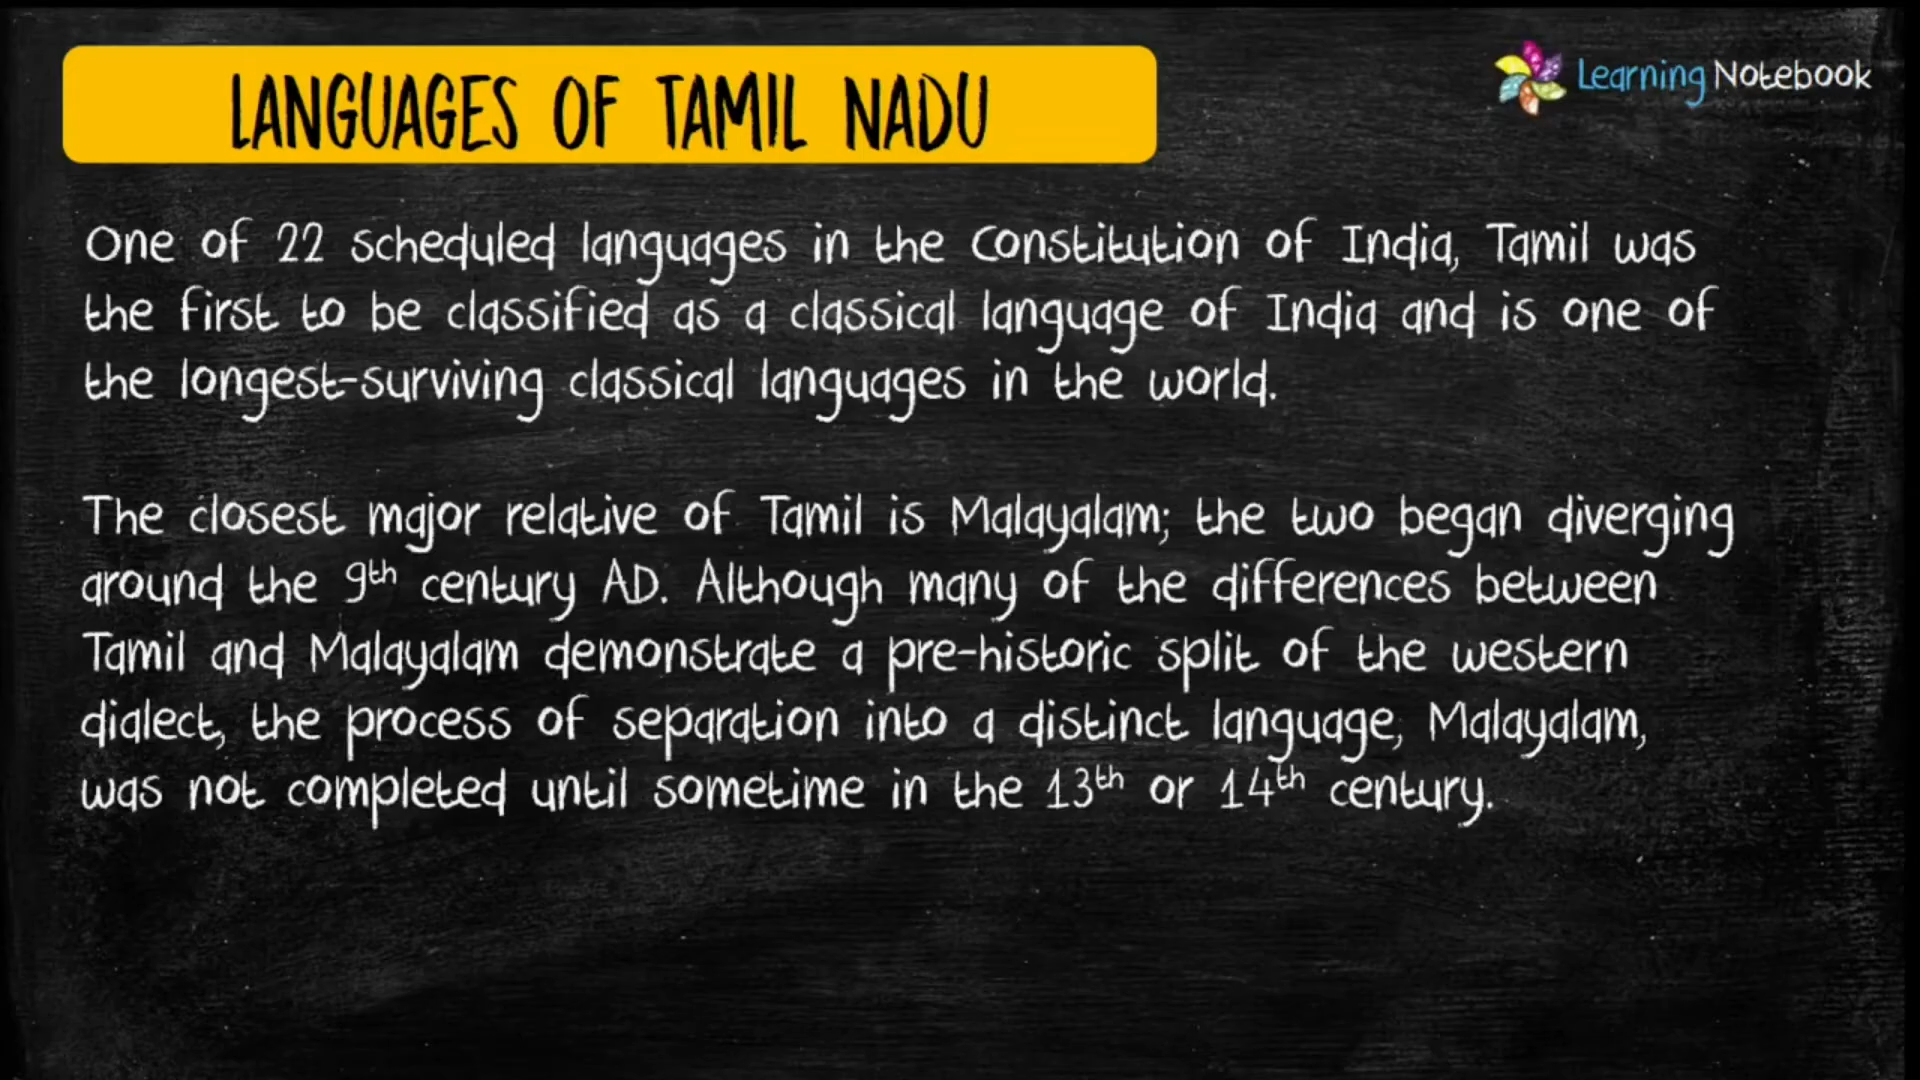 LANGUAGES OF TAMIL NADU
Learning Notebook
One of 22 scheduled languages in the Constitution of India, Tamil was
the first to be classified as a classical language of India and is one of
the longest-surviving classical languages in the world.
The closest major relative of Tamil is Malayalam; the two began diverging
around the 9th century AD. Although many of the differences between
Tamil and Malayalam demonstrate a pre-historic split of the western
dialect, the process of separation into a distinct language, Malayalam,
was not completed until sometime in the 13th or 14th century.